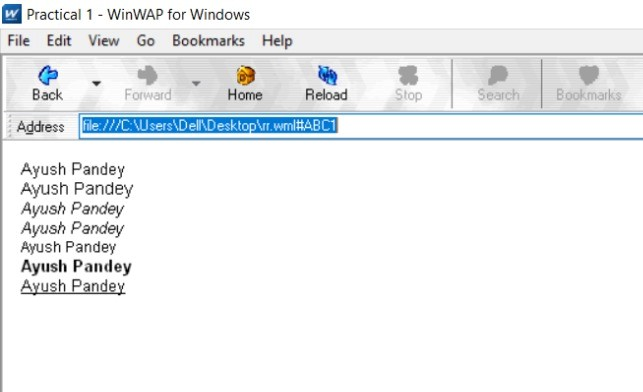 W Practical 1 - WinWAP for Windows
File Edit View Go Bookmarks Help
Back Forward Home Reload Stop Search Bookmarks
Address file:///C:\Users\Dell\Desktop\rr.wml#ABC1
Ayush Pandey
Ayush Pandey
Ayush Pandey
Ayush Pandey
Ayush Pandey
Ayush Pandey
Ayush Pandey